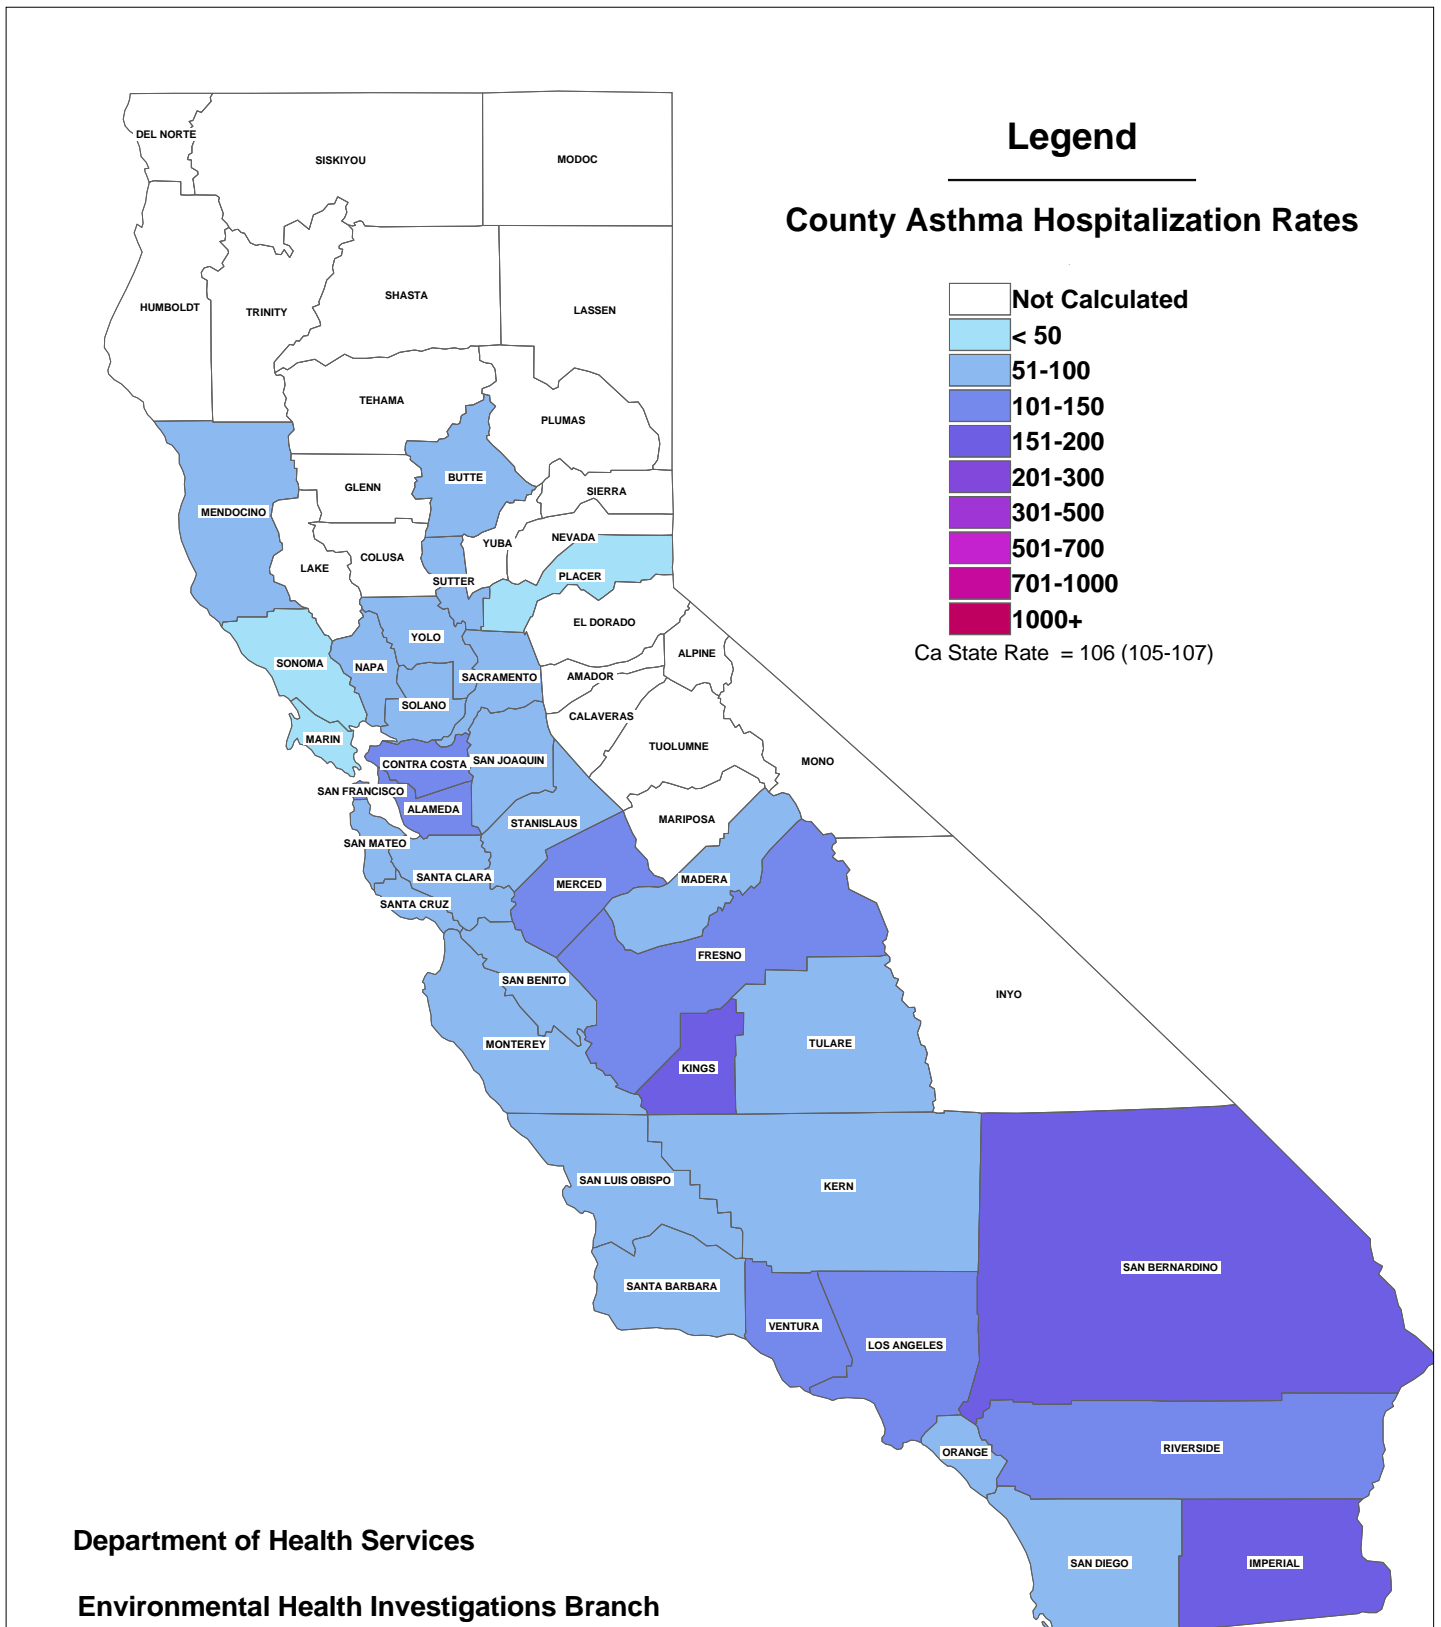 Legend
County Asthma Hospitalization Rates
Not Calculated
< 50
51-100
101-150
151-200
201-300
301-500
501-700
701-1000
1000+
Ca State Rate = 106 (105-107)
DEL NORTE
SISKIYOU
MODOC
HUMBOLDT
TRINITY
SHASTA
LASSEN
TEHAMA
PLUMAS
BUTTE
GLENN
SIERRA
MENDOCINO
NEVADA
YUBA
COLUSA
LAKE
PLACER
SUTTER
EL DORADO
YOLO
ALPINE
SONOMA
NAPA
SACRAMENTO
AMADOR
SOLANO
CALAVERAS
MARIN
TUOLUMNE
SAN JOAQUIN
MONO
CONTRA COSTA
SAN FRANCISCO
ALAMEDA
MARIPOSA
STANISLAUS
SAN MATEO
SANTA CLARA
MADERA
MERCED
SANTA CRUZ
FRESNO
SAN BENITO
INYO
MONTEREY
TULARE
KINGS
SAN LUIS OBISPO
KERN
SAN BERNARDINO
SANTA BARBARA
VENTURA
LOS ANGELES
RIVERSIDE
ORANGE
SAN DIEGO
IMPERIAL
Department of Health Services
Environmental Health Investigations Branch